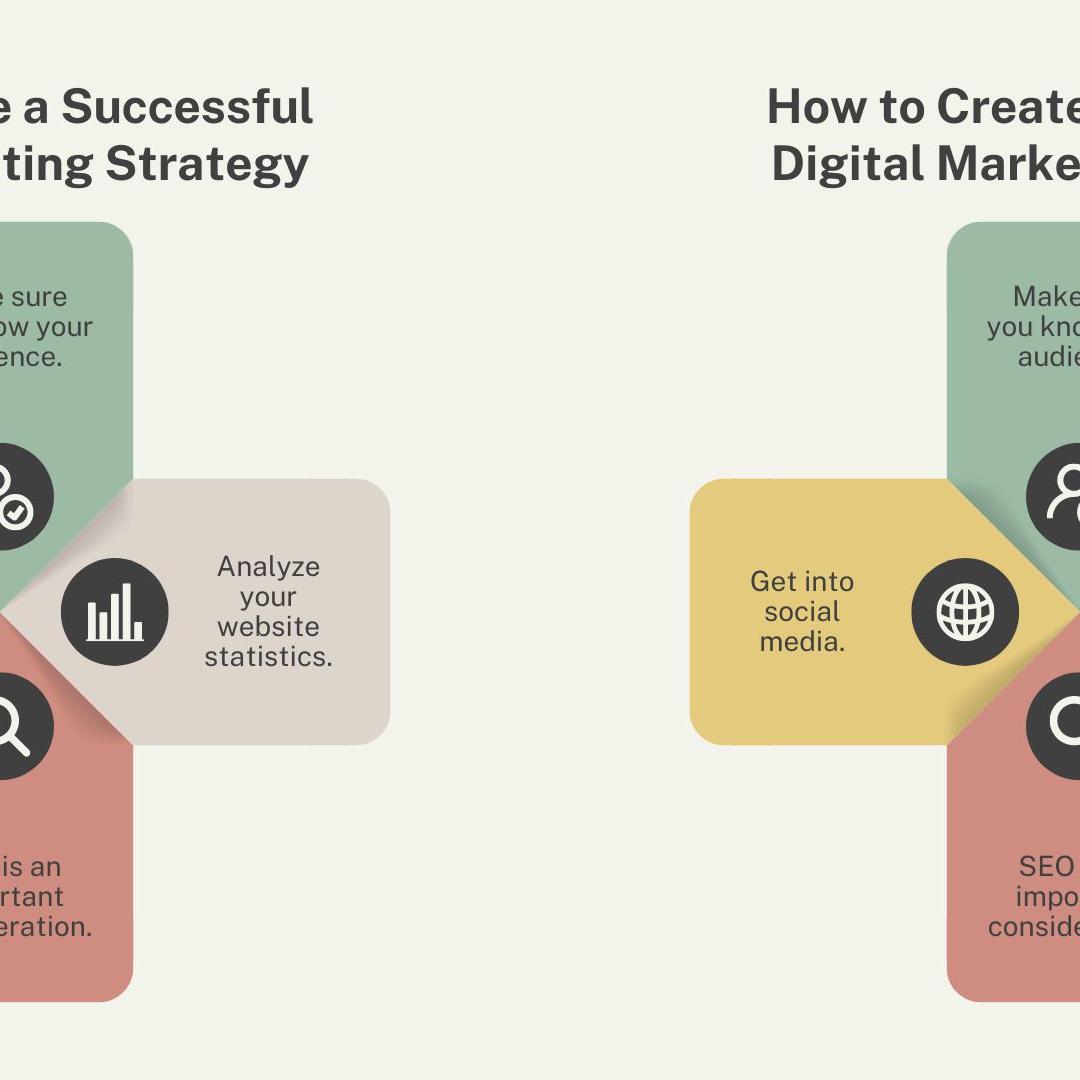 e a Successful
ting Strategy
e sure
ow your
ence.
Analyze
your
website
statistics.
is an
rtant
eration.
How to Create
Digital Marke
Make
you kno
audie
Get into
social
media.
SEO
impo
conside